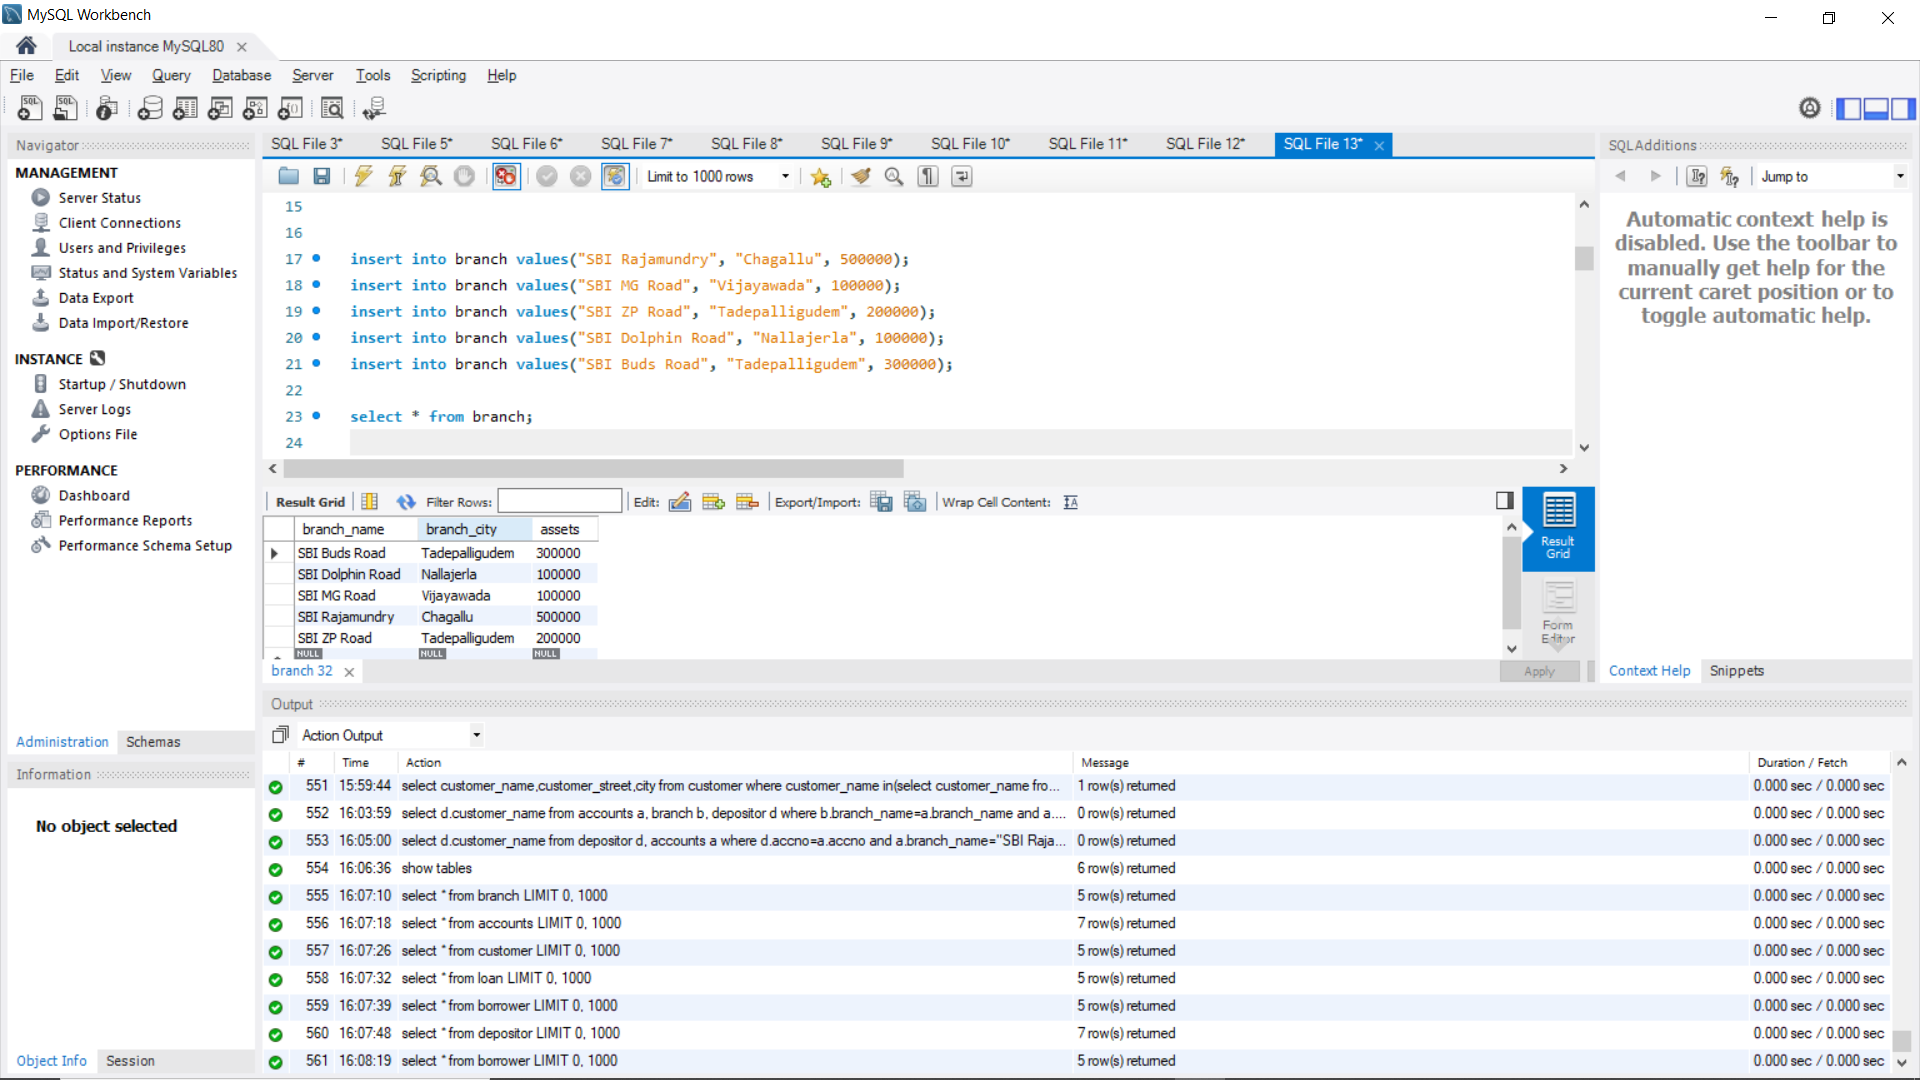 MySQL Workbench
Local instance MySQL80
File Edit View Query Database Server Tools Scripting Help
Navigator
MANAGEMENT
Server Status
Client Connections
Users and Privileges
Status and System Variables
Data Export
Data Import/Restore
INSTANCE
Startup / Shutdown
Server Logs
Options File
PERFORMANCE
Dashboard
Performance Reports
Performance Schema Setup
Administration Schemas
Information
No object selected
Object Info Session
SQL File 3* SQL File 5* SQL File 6* SQL File 7* SQL File 8* SQL File 9* SQL File 10* SQL File 11* SQL File 12* SQL File 13*
Limit to 1000 rows
15
16
17 insert into branch values("SBI Rajamundry", "Chagallu", 500000);
18 insert into branch values("SBI MG Road", "Vijayawada", 100000);
19 insert into branch values("SBI ZP Road", "Tadepalligudem", 200000);
20 insert into branch values("SBI Dolphin Road", "Nallajerla", 100000);
21 insert into branch values("SBI Buds Road", "Tadepalligudem", 300000);
22
23 select * from branch;
24
Result Grid Filter Rows: Edit: Export/Import: Wrap Cell Content:
branch_name branch_city assets
SBI Buds Road Tadepalligudem 300000
SBI Dolphin Road Nallajerla 100000
SBI MG Road Vijayawada 100000
SBI Rajamundry Chagallu 500000
SBI ZP Road Tadepalligudem 200000
NULL NULL NULL
Result Grid
Form Editor
branch 32
Apply
SQLAdditions
Jump to
Automatic context help is
disabled. Use the toolbar to
manually get help for the
current caret position or to
toggle automatic help.
Context Help Snippets
Output
Action Output
# Time Action Message Duration / Fetch
551 15:59:44 select customer_name,customer_street,city from customer where customer_name in(select customer_name fro... 1 row(s) returned 0.000 sec / 0.000 sec
552 16:03:59 select d.customer_name from accounts a, branch b, depositor d where b.branch_name=a.branch_name and a.... 0 row(s) returned 0.000 sec / 0.000 sec
553 16:05:00 select d.customer_name from depositor d, accounts a where d.accno=a.accno and a.branch_name="SBI Raja... 0 row(s) returned 0.000 sec / 0.000 sec
554 16:06:36 show tables 6 row(s) returned 0.000 sec / 0.000 sec
555 16:07:10 select * from branch LIMIT 0, 1000 5 row(s) returned 0.000 sec / 0.000 sec
556 16:07:18 select * from accounts LIMIT 0, 1000 7 row(s) returned 0.000 sec / 0.000 sec
557 16:07:26 select * from customer LIMIT 0, 1000 5 row(s) returned 0.000 sec / 0.000 sec
558 16:07:32 select * from loan LIMIT 0, 1000 5 row(s) returned 0.000 sec / 0.000 sec
559 16:07:39 select * from borrower LIMIT 0, 1000 5 row(s) returned 0.000 sec / 0.000 sec
560 16:07:48 select * from depositor LIMIT 0, 1000 7 row(s) returned 0.000 sec / 0.000 sec
561 16:08:19 select * from borrower LIMIT 0, 1000 5 row(s) returned 0.000 sec / 0.000 sec